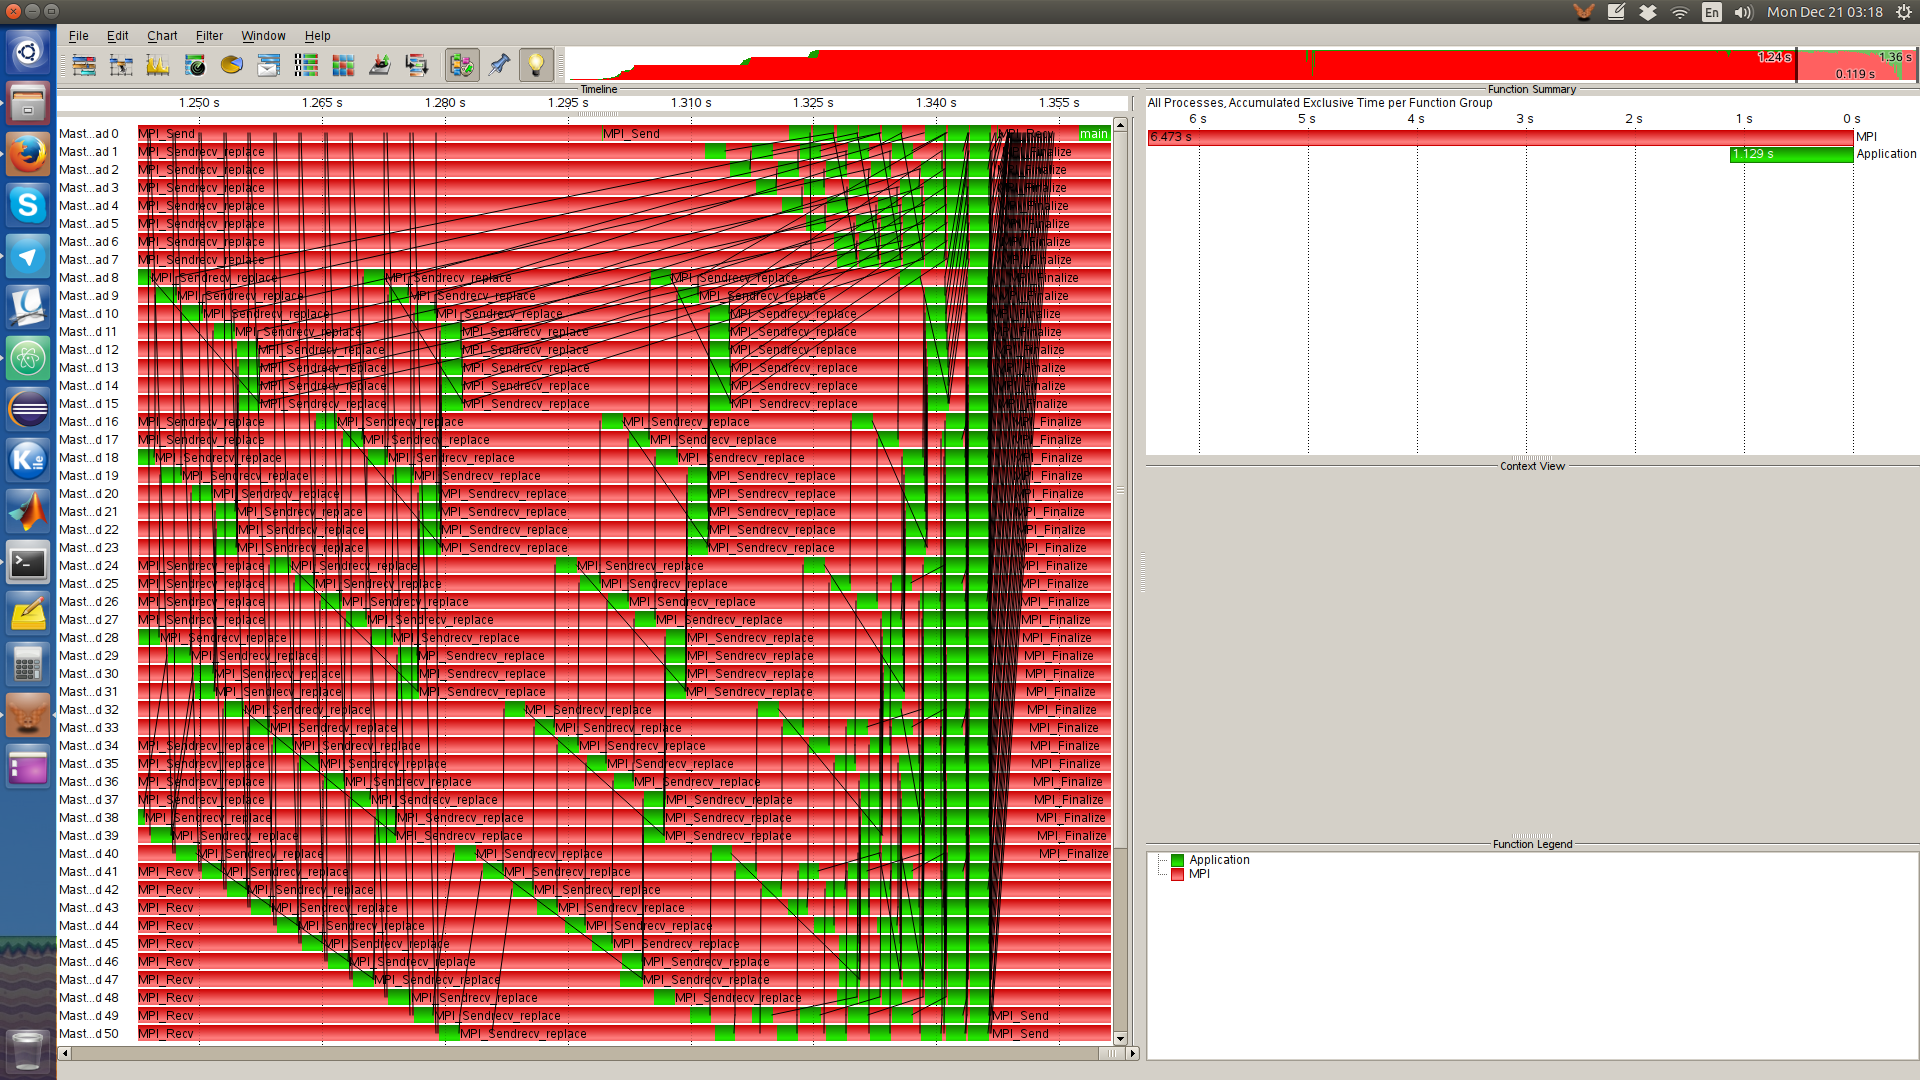 En Mon Dec 21 03:18
File Edit Chart Filter Window Help
1.24 s 1.36 s
0.119 s
Timeline
1.250 s 1.265 s 1.280 s 1.295 s 1.310 s 1.325 s 1.340 s 1.355 s
Mast...ad 0 MPI_Send MPI_Send MPI_Recv main
Mast...ad 1 MPI_Sendrecv_replace
Mast...ad 2 MPI_Sendrecv_replace
Mast...ad 3 MPI_Sendrecv_replace
Mast...ad 4 MPI_Sendrecv_replace
Mast...ad 5 MPI_Sendrecv_replace
Mast...ad 6 MPI_Sendrecv_replace
Mast...ad 7 MPI_Sendrecv_replace
Mast...ad 8 MPI_Sendrecv_replace MPI_Sendrecv_replace MPI_Sendrecv_replace MPI_Finalize
Mast...ad 9 MPI_Sendrecv_replace MPI_Sendrecv_replace MPI_Sendrecv_replace MPI_Finalize
Mast...d 10 MPI_Sendrecv_replace MPI_Sendrecv_replace MPI_Sendrecv_replace MPI_Finalize
Mast...d 11 MPI_Sendrecv_replace MPI_Sendrecv_replace MPI_Sendrecv_replace MPI_Finalize
Mast...d 12 MPI_Sendrecv_replace MPI_Sendrecv_replace MPI_Sendrecv_replace MPI_Finalize
Mast...d 13 MPI_Sendrecv_replace MPI_Sendrecv_replace MPI_Sendrecv_replace MPI_Finalize
Mast...d 14 MPI_Sendrecv_replace MPI_Sendrecv_replace MPI_Sendrecv_replace MPI_Finalize
Mast...d 15 MPI_Sendrecv_replace MPI_Sendrecv_replace MPI_Sendrecv_replace MPI_Finalize
Mast...d 16 MPI_Sendrecv_replace MPI_Sendrecv_replace MPI_Sendrecv_replace MPI_Finalize
Mast...d 17 MPI_Sendrecv_replace MPI_Sendrecv_replace MPI_Sendrecv_replace MPI_Finalize
Mast...d 18 MPI_Sendrecv_replace MPI_Sendrecv_replace MPI_Sendrecv_replace MPI_Finalize
Mast...d 19 MPI_Sendrecv_replace MPI_Sendrecv_replace MPI_Sendrecv_replace MPI_Finalize
Mast...d 20 MPI_Sendrecv_replace MPI_Sendrecv_replace MPI_Sendrecv_replace MPI_Finalize
Mast...d 21 MPI_Sendrecv_replace MPI_Sendrecv_replace MPI_Sendrecv_replace MPI_Finalize
Mast...d 22 MPI_Sendrecv_replace MPI_Sendrecv_replace MPI_Sendrecv_replace MPI_Finalize
Mast...d 23 MPI_Sendrecv_replace MPI_Sendrecv_replace MPI_Sendrecv_replace MPI_Finalize
Mast...d 24 MPI_Sendrecv_replace MPI_Sendrecv_replace MPI_Sendrecv_replace MPI_Finalize
Mast...d 25 MPI_Sendrecv_replace MPI_Sendrecv_replace MPI_Sendrecv_replace MPI_Finalize
Mast...d 26 MPI_Sendrecv_replace MPI_Sendrecv_replace MPI_Sendrecv_replace MPI_Finalize
Mast...d 27 MPI_Sendrecv_replace MPI_Sendrecv_replace MPI_Sendrecv_replace MPI_Finalize
Mast...d 28 MPI_Sendrecv_replace MPI_Sendrecv_replace MPI_Sendrecv_replace MPI_Finalize
Mast...d 29 MPI_Sendrecv_replace MPI_Sendrecv_replace MPI_Sendrecv_replace MPI_Finalize
Mast...d 30 MPI_Sendrecv_replace MPI_Sendrecv_replace MPI_Sendrecv_replace MPI_Finalize
Mast...d 31 MPI_Sendrecv_replace MPI_Sendrecv_replace MPI_Sendrecv_replace MPI_Finalize
Mast...d 32 MPI_Sendrecv_replace MPI_Sendrecv_replace MPI_Finalize
Mast...d 33 MPI_Sendrecv_replace MPI_Sendrecv_replace MPI_Finalize
Mast...d 34 MPI_Sendrecv_replace MPI_Sendrecv_replace MPI_Sendrecv_replace MPI_Finalize
Mast...d 35 MPI_Sendrecv_replace MPI_Sendrecv_replace MPI_Sendrecv_replace MPI_Finalize
Mast...d 36 MPI_Sendrecv_replace MPI_Sendrecv_replace MPI_Sendrecv_replace MPI_Finalize
Mast...d 37 MPI_Sendrecv_replace MPI_Sendrecv_replace MPI_Sendrecv_replace MPI_Finalize
Mast...d 38 MPI_Sendrecv_replace MPI_Sendrecv_replace MPI_Sendrecv_replace MPI_Finalize
Mast...d 39 MPI_Sendrecv_replace MPI_Sendrecv_replace MPI_Sendrecv_replace MPI_Finalize
Mast...d 40 MPI_Sendrecv_replace MPI_Sendrecv_replace MPI_Finalize
Mast...d 41 MPI_Recv MPI_Sendrecv_replace MPI_Sendrecv_replace
Mast...d 42 MPI_Recv MPI_Sendrecv_replace MPI_Sendrecv_replace
Mast...d 43 MPI_Recv MPI_Sendrecv_replace MPI_Sendrecv_replace
Mast...d 44 MPI_Recv MPI_Sendrecv_replace MPI_Sendrecv_replace
Mast...d 45 MPI_Recv MPI_Sendrecv_replace MPI_Sendrecv_replace
Mast...d 46 MPI_Recv MPI_Sendrecv_replace MPI_Sendrecv_replace
Mast...d 47 MPI_Recv MPI_Sendrecv_replace MPI_Sendrecv_replace
Mast...d 48 MPI_Recv MPI_Sendrecv_replace MPI_Sendrecv_replace
Mast...d 49 MPI_Recv MPI_Sendrecv_replace MPI_Send
Mast...d 50 MPI_Recv MPI_Sendrecv_replace MPI_Send
Function Summary
All Processes, Accumulated Exclusive Time per Function Group
6 s 5 s 4 s 3 s 2 s 1 s 0 s
6.473 s MPI
1.129 s Application
Context View
Function Legend
Application
MPI